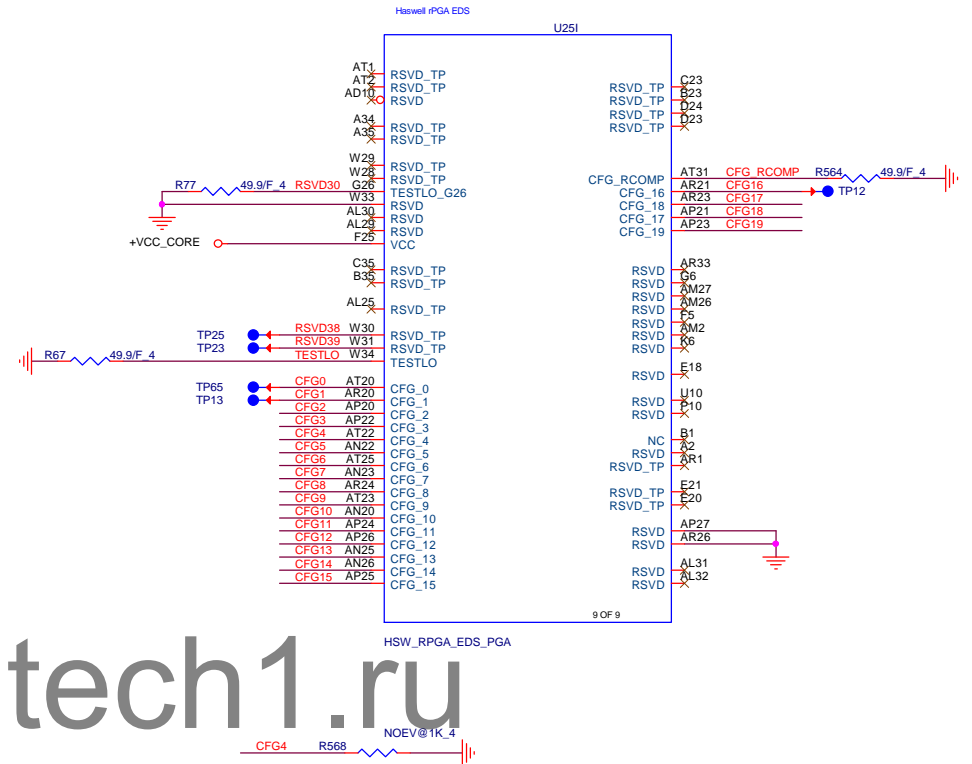 Haswell rPGA EDS
U25I
AT1 RSVD_TP
AT2 RSVD_TP
AD10 RSVD
A34 RSVD_TP
A35 RSVD_TP
W29 RSVD_TP
W28 RSVD_TP
R77 49.9/F_4 RSVD30 G26 TESTLO_G26
W33 RSVD
AL30 RSVD
AL29 RSVD
+VCC_CORE F25 VCC
C35 RSVD_TP
B35 RSVD_TP
AL25 RSVD_TP
TP25 RSVD38 W30 RSVD_TP
TP23 RSVD39 W31 RSVD_TP
R67 49.9/F_4 TESTLO W34 TESTLO
TP65 CFG0 AT20 CFG_0
TP13 CFG1 AR20 CFG_1
CFG2 AP20 CFG_2
CFG3 AP22 CFG_3
CFG4 AT22 CFG_4
CFG5 AN22 CFG_5
CFG6 AT25 CFG_6
CFG7 AN23 CFG_7
CFG8 AR24 CFG_8
CFG9 AT23 CFG_9
CFG10 AN20 CFG_10
CFG11 AP24 CFG_11
CFG12 AP26 CFG_12
CFG13 AN25 CFG_13
CFG14 AN26 CFG_14
CFG15 AP25 CFG_15
RSVD_TP C23
RSVD_TP B23
RSVD_TP D24
RSVD_TP D23
CFG_RCOMP AT31 CFG_RCOMP R564 49.9/F_4
CFG_16 AR21 CFG16 TP12
CFG_18 AR23 CFG17
CFG_17 AP21 CFG18
CFG_19 AP23 CFG19
RSVD AR33
RSVD G6
RSVD AM27
RSVD AM26
RSVD F5
RSVD AM2
RSVD K6
RSVD E18
RSVD U10
RSVD P10
NC B1
RSVD A2
RSVD_TP AR1
RSVD_TP E21
RSVD_TP E20
RSVD AP27
RSVD AR26
RSVD AL31
RSVD AL32
9 OF 9
HSW_RPGA_EDS_PGA
tech1.ru
NOEV@1K_4
CFG4 R568